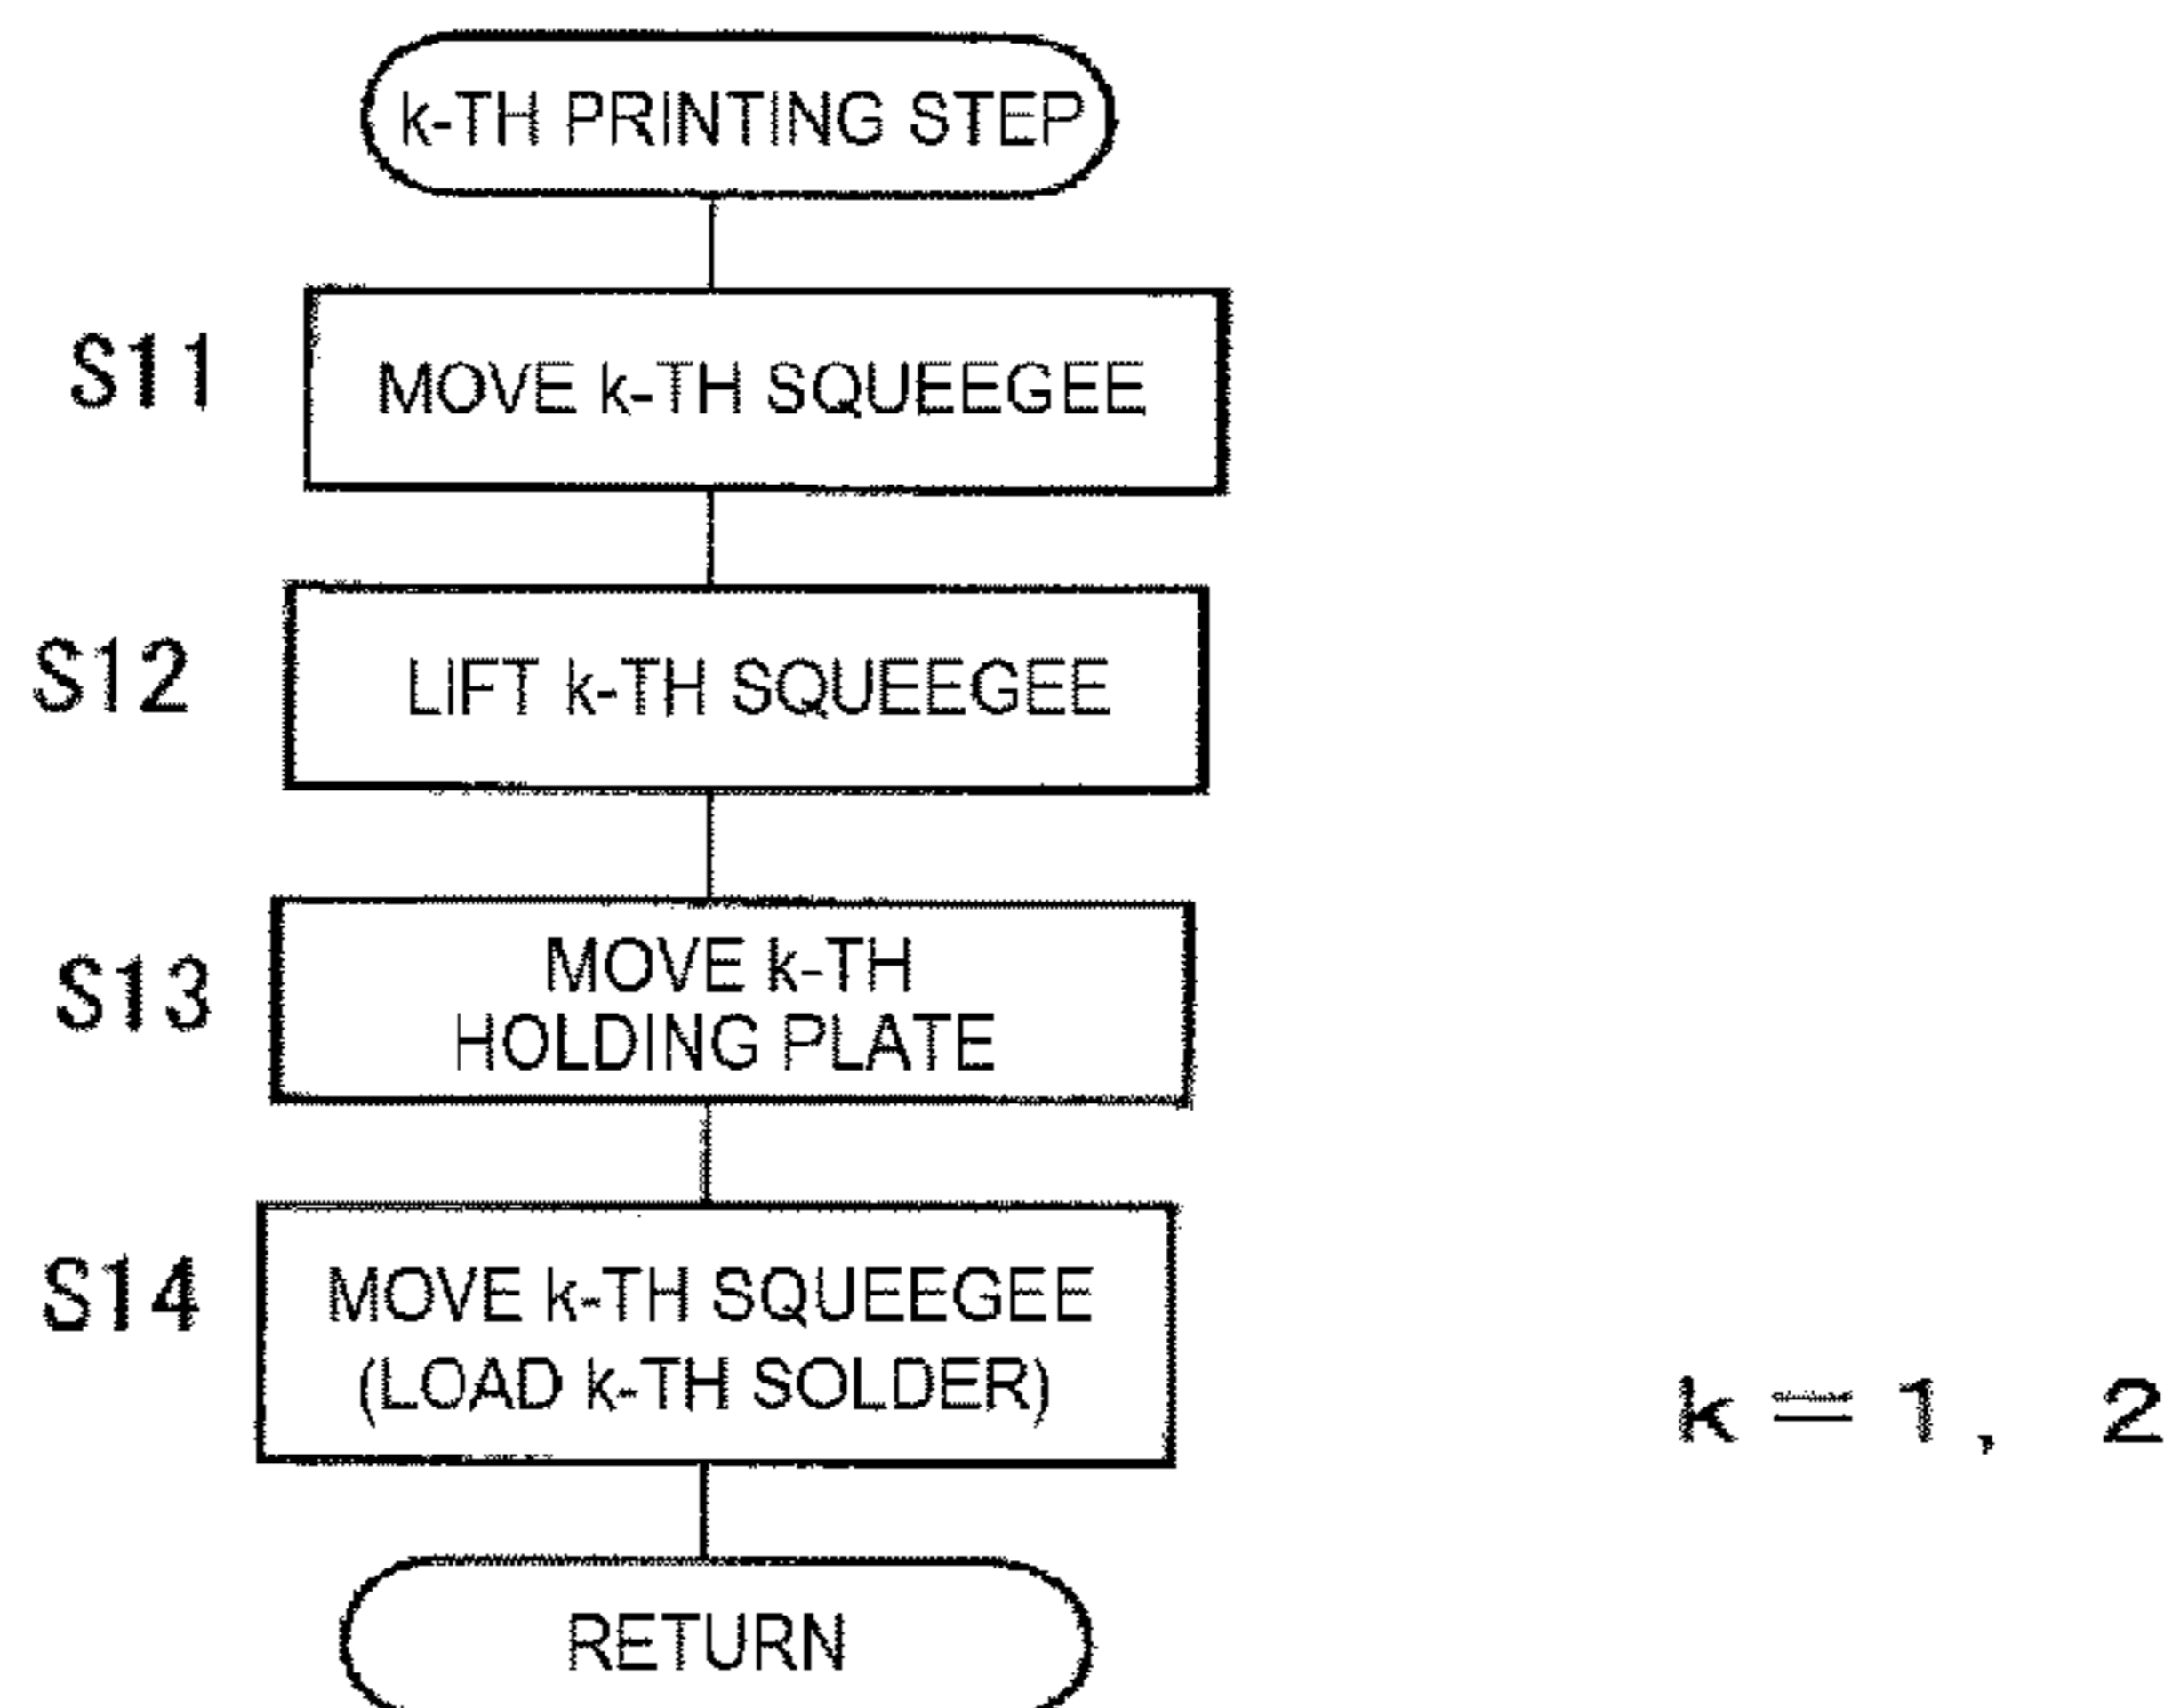 k-TH PRINTING STEP
S11
MOVE k-TH SQUEEGEE
S12
LIFT k-TH SQUEEGEE
S13
MOVE k-TH
HOLDING PLATE
S14
MOVE k-TH SQUEEGEE
(LOAD k-TH SOLDER)
k = 1, 2
RETURN